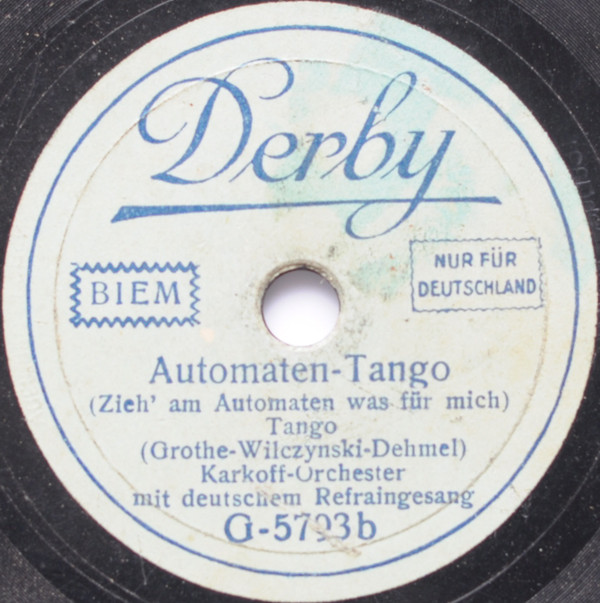 Derby
BIEM
NUR FÜR
DEUTSCHLAND
Automaten-Tango
(Zieh' am Automaten was für mich)
Tango
(Grothe-Wilczynski-Dehmel)
Karkoff-Orchester
mit deutschem Refraingesang
G-5793b